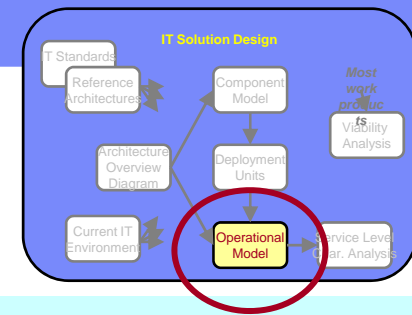 IT Solution Design
IT Standards
Reference
Architectures
Component
Model
Most
work
products
Viability
Analysis
Architecture
Overview
Diagram
Deployment
Units
Current IT
Environment
Operational
Model
Service Level
Char. Analysis